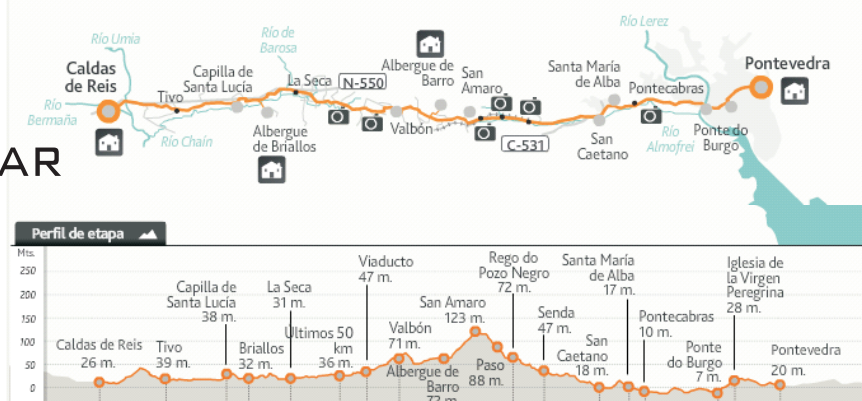 Río Umia
Río de
Barosa
Río Lerez
Caldas
de Reis
Capilla de
Santa Lucía
La Seca
N-550
Albergue de
Barro
San
Amaro
Santa María
de Alba
Pontecabras
Pontevedra
Tivo
Río
Bermaña
Río Chaín
Albergue
de Briallos
Valbón
C-531
San
Caetano
Río
Almofrei
Ponte do
Burgo
AR
Perfil de etapa
Mts.
250
200
150
100
50
0
Caldas de Reis
26 m.
Tivo
39 m.
Capilla de
Santa Lucía
38 m.
Briallos
32 m.
La Seca
31 m.
Últimos 50
km
36 m.
Viaducto
47 m.
Valbón
71 m.
Albergue de
Barro
72 m.
San Amaro
123 m.
Paso
88 m.
Rego do
Pozo Negro
72 m.
Senda
47 m.
San
Caetano
18 m.
Santa María
de Alba
17 m.
Pontecabras
10 m.
Ponte
do Burgo
7 m.
Iglesia de
la Virgen
Peregrina
28 m.
Pontevedra
20 m.